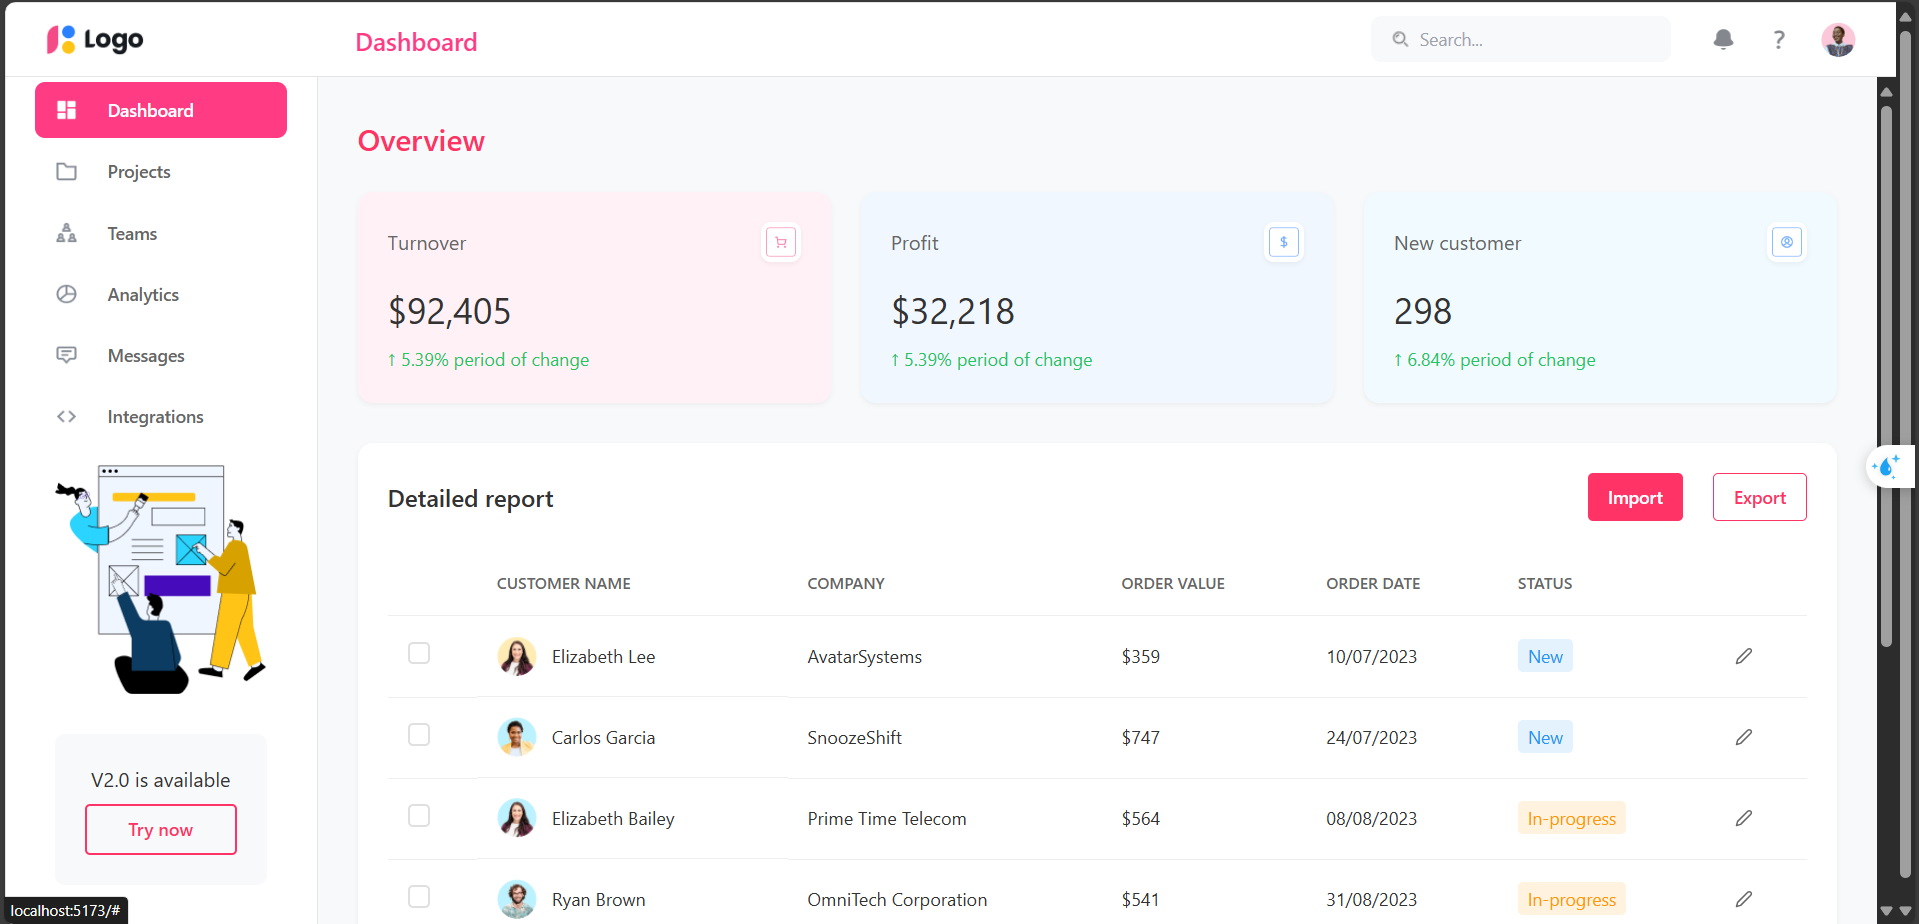 Logo
Dashboard
Search...
?
Dashboard
Projects
Teams
Analytics
Messages
Integrations
V2.0 is available
Try now
localhost:5173/#
Overview
Turnover
$92,405
↑ 5.39% period of change
Profit
$
$32,218
↑ 5.39% period of change
New customer
298
↑ 6.84% period of change
Detailed report
Import
Export
CUSTOMER NAME COMPANY ORDER VALUE ORDER DATE STATUS
Elizabeth Lee AvatarSystems $359 10/07/2023 New
Carlos Garcia SnoozeShift $747 24/07/2023 New
Elizabeth Bailey Prime Time Telecom $564 08/08/2023 In-progress
Ryan Brown OmniTech Corporation $541 31/08/2023 In-progress